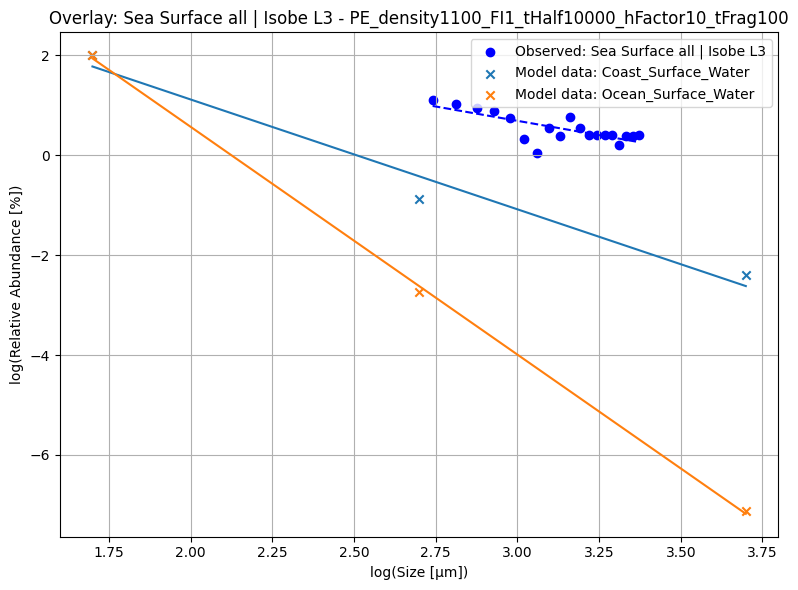 Overlay: Sea Surface all | Isobe L3 - PE_density1100_FI1_tHalf10000_hFactor10_tFrag100
Observed: Sea Surface all | Isobe L3
Model data: Coast_Surface_Water
Model data: Ocean_Surface_Water
log(Relative Abundance [%])
2
0
−2
−4
−6
1.75 2.00 2.25 2.50 2.75 3.00 3.25 3.50 3.75
log(Size [μm])